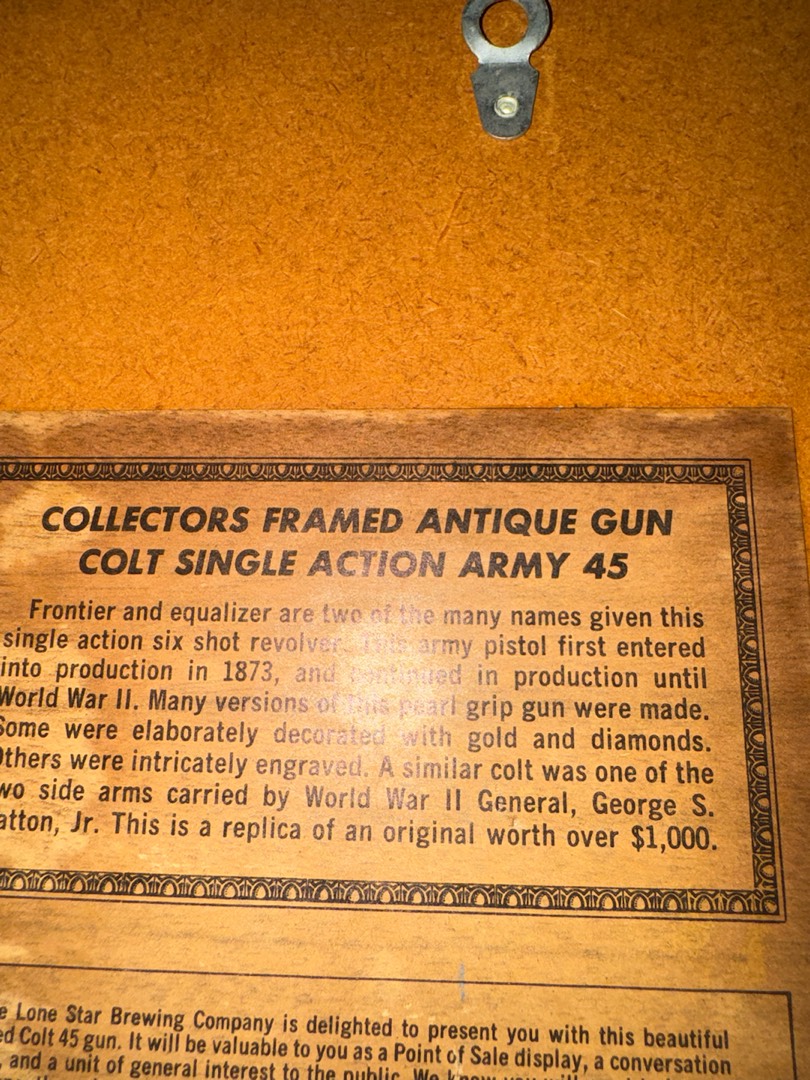 COLLECTORS FRAMED ANTIQUE GUN
COLT SINGLE ACTION ARMY 45
Frontier and equalizer are two of the many names given this
single action six shot revolver. This army pistol first entered
into production in 1873, and continued in production until
World War II. Many versions of this pearl grip gun were made.
Some were elaborately decorated with gold and diamonds.
Others were intricately engraved. A similar colt was one of the
wo side arms carried by World War II General, George S.
atton, Jr. This is a replica of an original worth over $1,000.
e Lone Star Brewing Company is delighted to present you with this beautiful
ed Colt 45 gun. It will be valuable to you as a Point of Sale display, a conversation
, and a unit of general interest to the public. We know you will